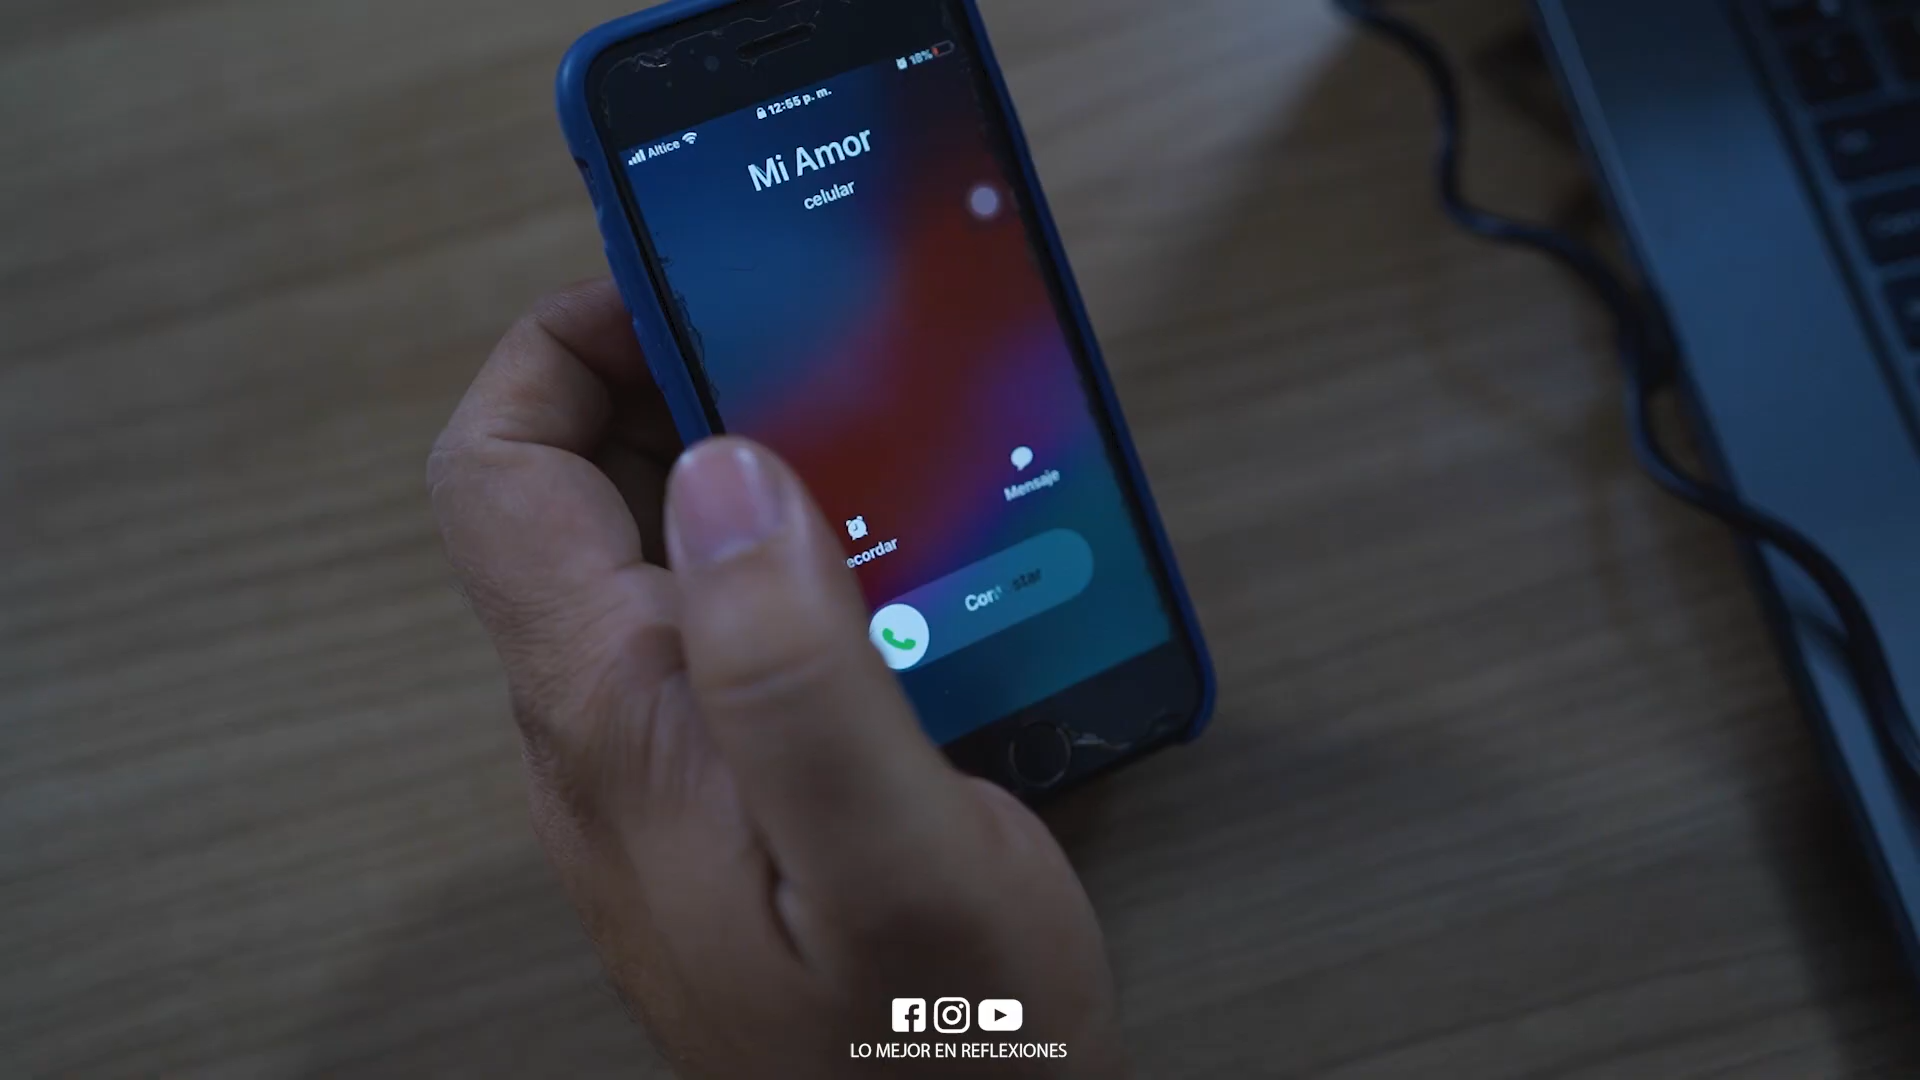 18%
12:55 p. m.
Altice
Mi Amor
celular
Mensaje
ecordar
LO MEJOR EN REFLEXIONES